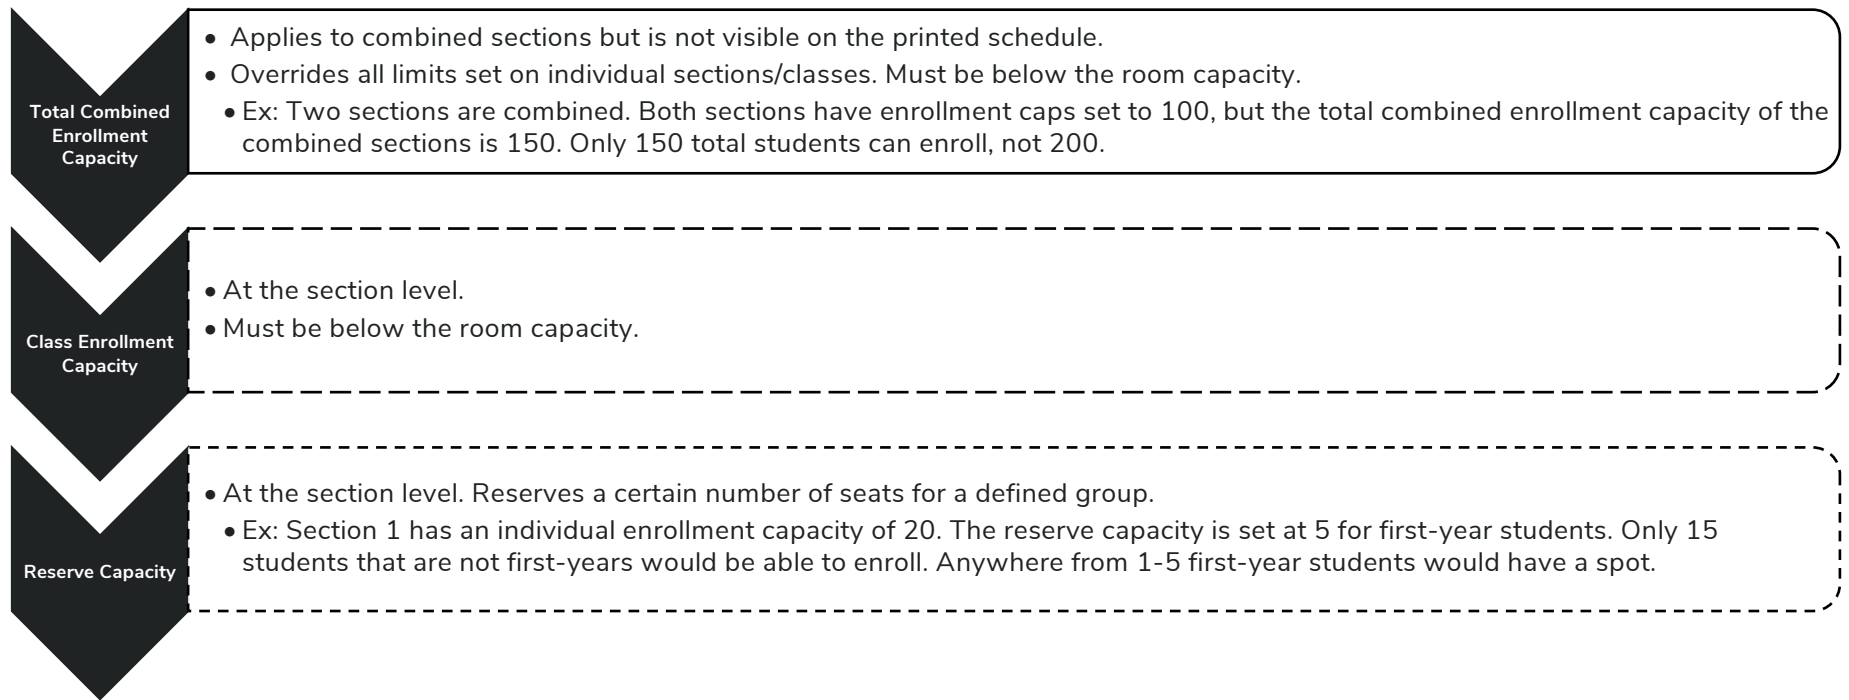 Total Combined
Enrollment
Capacity
• Applies to combined sections but is not visible on the printed schedule.
• Overrides all limits set on individual sections/classes. Must be below the room capacity.
• Ex: Two sections are combined. Both sections have enrollment caps set to 100, but the total combined enrollment capacity of the
combined sections is 150. Only 150 total students can enroll, not 200.
Class Enrollment
Capacity
• At the section level.
• Must be below the room capacity.
Reserve Capacity
• At the section level. Reserves a certain number of seats for a defined group.
• Ex: Section 1 has an individual enrollment capacity of 20. The reserve capacity is set at 5 for first-year students. Only 15
students that are not first-years would be able to enroll. Anywhere from 1-5 first-year students would have a spot.